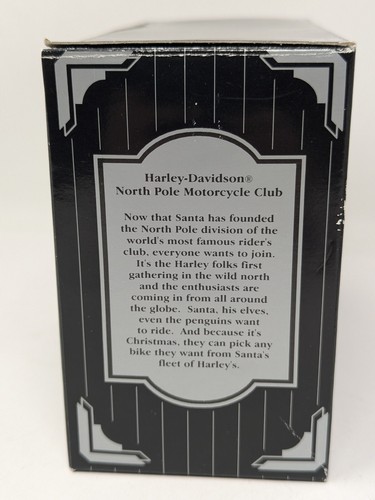 Harley-Davidson®
North Pole Motorcycle Club
Now that Santa has founded
the North Pole division of the
world's most famous rider's
club, everyone wants to join.
It's the Harley folks first
gathering in the wild north
and the enthusiasts are
coming in from all around
the globe. Santa, his elves,
even the penguins want
to ride. And because it's
Christmas, they can pick any
bike they want from Santa's
fleet of Harley's.